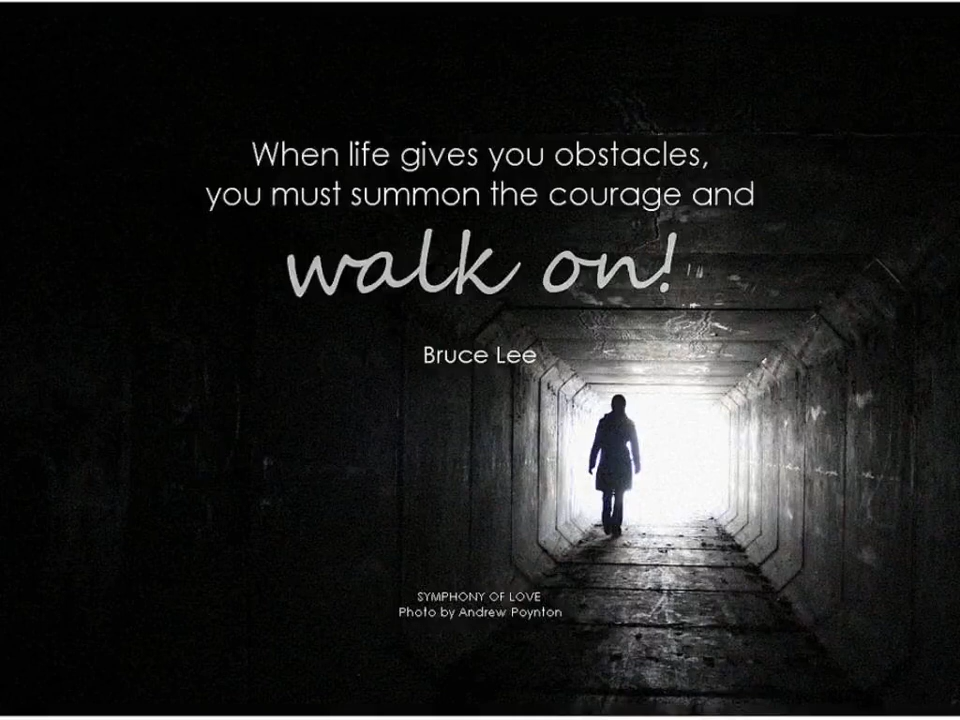 When life gives you obstacles,
you must summon the courage and
walk on!
Bruce Lee
SYMPHONY OF LOVE
Photo by Andrew Poynton